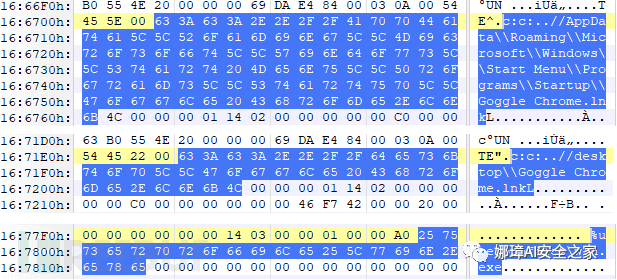 16:66F0h: B0 55 4E 20 00 00 00 00 69 DA E4 84 00 03 0A 00 54 °UN ....iÚä„....T
16:6700h: 45 5E 00 63 3A 63 3A 2E 2E 2F 2F 41 70 70 44 61 E^.c:c:..//AppDa
16:6710h: 74 61 5C 5C 52 6F 61 6D 69 6E 67 5C 5C 4D 69 63 ta\\Roaming\\Mic
16:6720h: 72 6F 73 6F 66 74 5C 5C 57 69 6E 64 6F 77 73 5C rosoft\\Windows\
16:6730h: 5C 53 74 61 72 74 20 4D 65 6E 75 5C 5C 50 72 6F \Start Menu\\Pro
16:6740h: 67 72 61 6D 73 5C 5C 53 74 61 72 74 75 70 5C 5C grams\\Startup\\
16:6750h: 47 6F 67 67 6C 65 20 43 68 72 6F 6D 65 2E 6C 6E Goggle Chrome.ln
16:6760h: 6B 4C 00 00 00 01 14 02 00 00 00 00 00 C0 00 00 kL...........À..
16:71D0h: 63 B0 55 4E 20 00 00 00 69 DA E4 84 00 03 0A 00 c°UN ...iÚä„....
16:71E0h: 54 45 22 00 63 3A 63 3A 2E 2E 2F 2F 64 65 73 6B TE".c:c:..//desk
16:71F0h: 74 6F 70 5C 5C 47 6F 67 67 6C 65 20 43 68 72 6F top\\Goggle Chro
16:7200h: 6D 65 2E 6C 6E 6B 4C 00 00 00 01 14 02 00 00 00 me.lnkL.........
16:7210h: 00 00 C0 00 00 00 00 00 00 46 F7 42 00 00 20 00 ..À......F÷B.. .
16:77F0h: 00 00 00 00 00 00 14 03 00 00 01 00 00 A0 25 75 ............. %u
16:7800h: 73 65 72 70 72 6F 66 69 6C 65 25 5C 77 69 6E 2E
16:7810h: 65 78 65 00 00 00 00 00 00 00 00 00 00 00 00 00 exe
娜璋AI安全之家